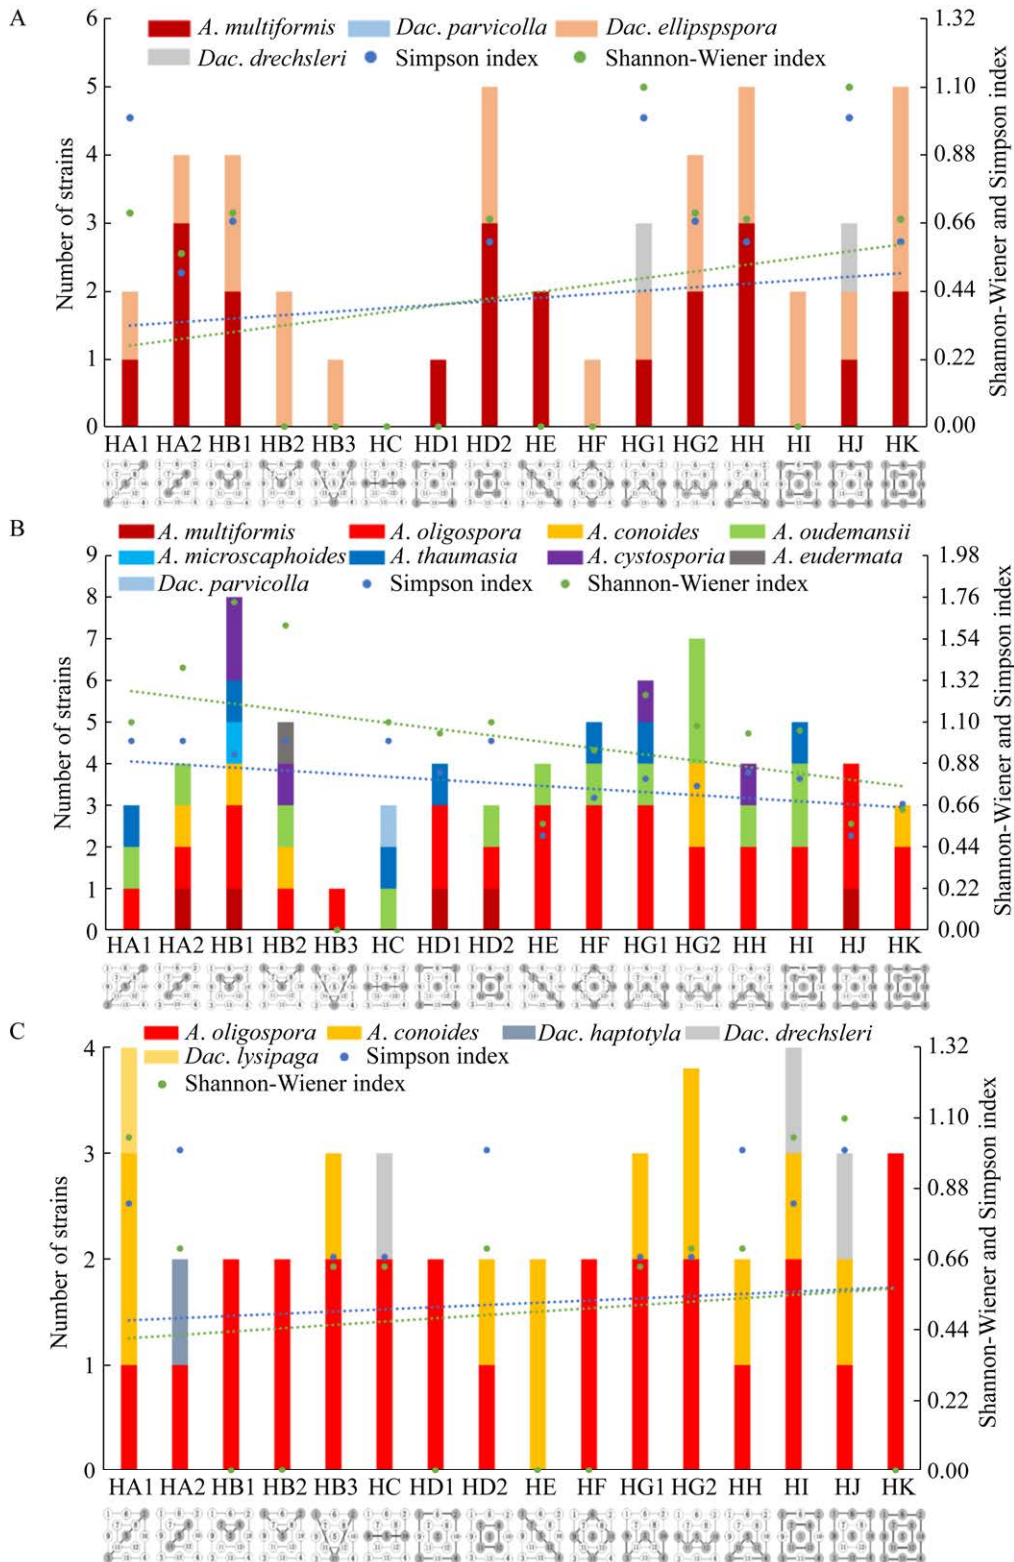 A
A. multiformis Dac. parvicolla Dac. ellipspspora
Dac. drechsleri Simpson index Shannon-Wiener index
Number of strains
6
5
4
3
2
1
0
Shannon-Wiener and Simpson index
1.32
1.10
0.88
0.66
0.44
0.22
0.00
HA1 HA2 HB1 HB2 HB3 HC HD1 HD2 HE HF HG1 HG2 HH HI HJ HK
B
A. multiformis A. oligospora A. conoides A. oudemansii
A. microscaphoides A. thaumasia A. cystosporia A. eudermata
Dac. parvicolla Simpson index Shannon-Wiener index
Number of strains
9
8
7
6
5
4
3
2
1
0
Shannon-Wiener and Simpson index
1.98
1.76
1.54
1.32
1.10
0.88
0.66
0.44
0.22
0.00
HA1 HA2 HB1 HB2 HB3 HC HD1 HD2 HE HF HG1 HG2 HH HI HJ HK
C
A. oligospora A. conoides Dac. haptotyla Dac. drechsleri
Dac. lysipaga Simpson index
Shannon-Wiener index
Number of strains
4
3
2
1
0
Shannon-Wiener and Simpson index
1.32
1.10
0.88
0.66
0.44
0.22
0.00
HA1 HA2 HB1 HB2 HB3 HC HD1 HD2 HE HF HG1 HG2 HH HI HJ HK